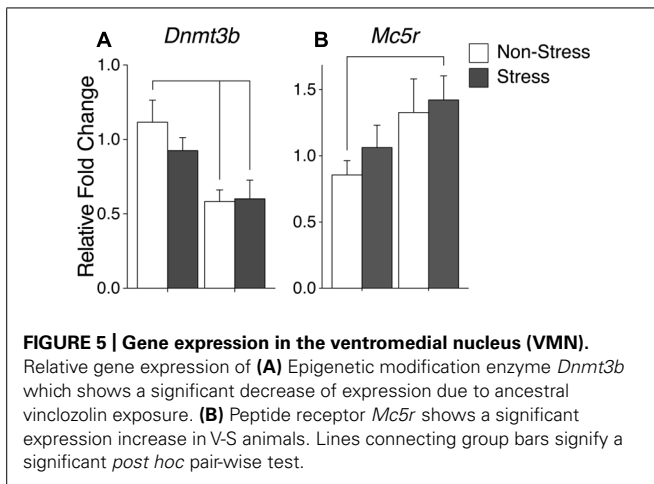 A Dnmt3b
B Mc5r
Non-Stress
Stress
Relative Fold Change
1.0
1.0
0.5
0.0
1.5
1.0
0.5
0.0
FIGURE 5 | Gene expression in the ventromedial nucleus (VMN).
Relative gene expression of (A) Epigenetic modification enzyme Dnmt3b
which shows a significant decrease of expression due to ancestral
vinclozolin exposure. (B) Peptide receptor Mc5r shows a significant
expression increase in V-S animals. Lines connecting group bars signify a
significant post hoc pair-wise test.